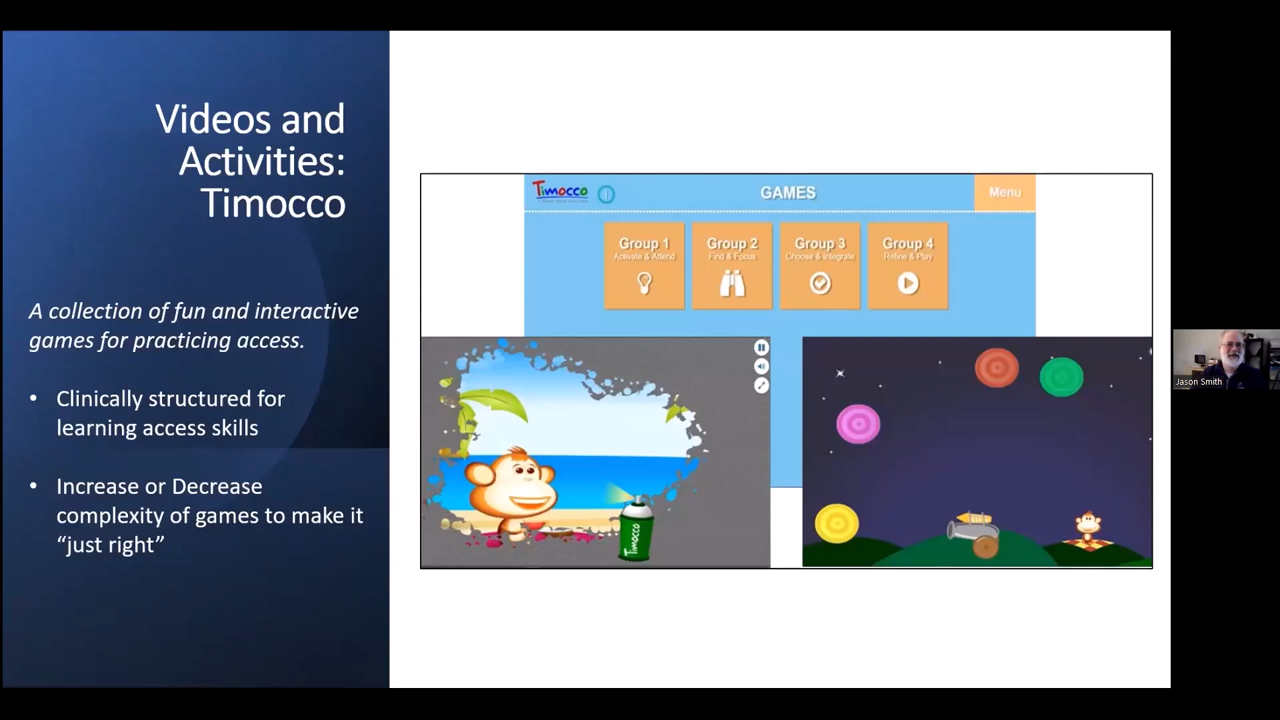 Videos and
Activities:
Timocco
A collection of fun and interactive
games for practicing access.
• Clinically structured for
learning access skills
• Increase or Decrease
complexity of games to make it
“just right”
Timocco
GAMES
Menu
Group 1
Activate & Attend
Group 2
Find & Focus
Group 3
Choose & Integrate
Group 4
Refine & Play
Timocco
Jason Smith